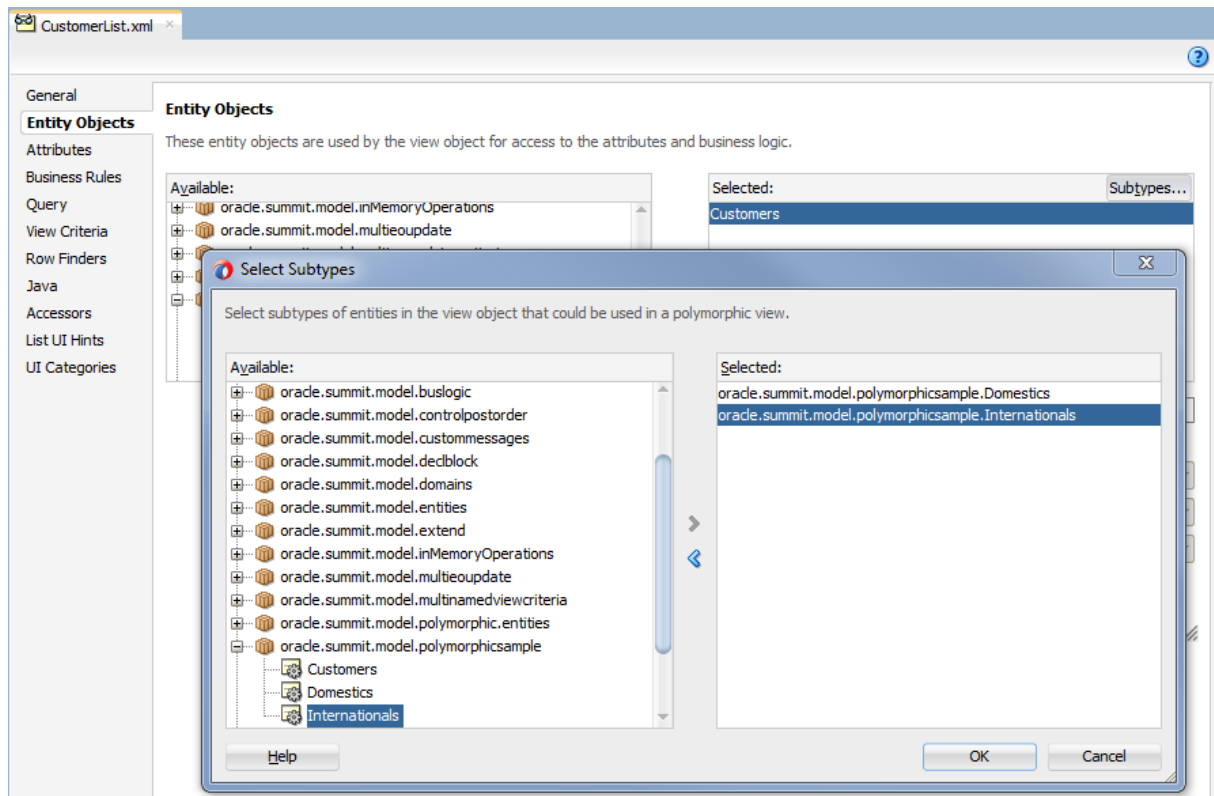 CustomerList.xml
General
Entity Objects
Attributes
Business Rules
Query
View Criteria
Row Finders
Java
Accessors
List UI Hints
UI Categories
Entity Objects
These entity objects are used by the view object for access to the attributes and business logic.
Available:
oracle.summit.model.inMemoryOperations
oracle.summit.model.multieoupdate
Selected:
Subtypes...
Customers
Select Subtypes
Select subtypes of entities in the view object that could be used in a polymorphic view.
Available:
oracle.summit.model.buslogic
oracle.summit.model.controlpostorder
oracle.summit.model.custommessages
oracle.summit.model.declblock
oracle.summit.model.domains
oracle.summit.model.entities
oracle.summit.model.extend
oracle.summit.model.inMemoryOperations
oracle.summit.model.multieoupdate
oracle.summit.model.multinamedviewcriteria
oracle.summit.model.polymorphic.entities
oracle.summit.model.polymorphicsample
Customers
Domestics
Internationals
Selected:
oracle.summit.model.polymorphicsample.Domestics
oracle.summit.model.polymorphicsample.Internationals
Help
OK
Cancel